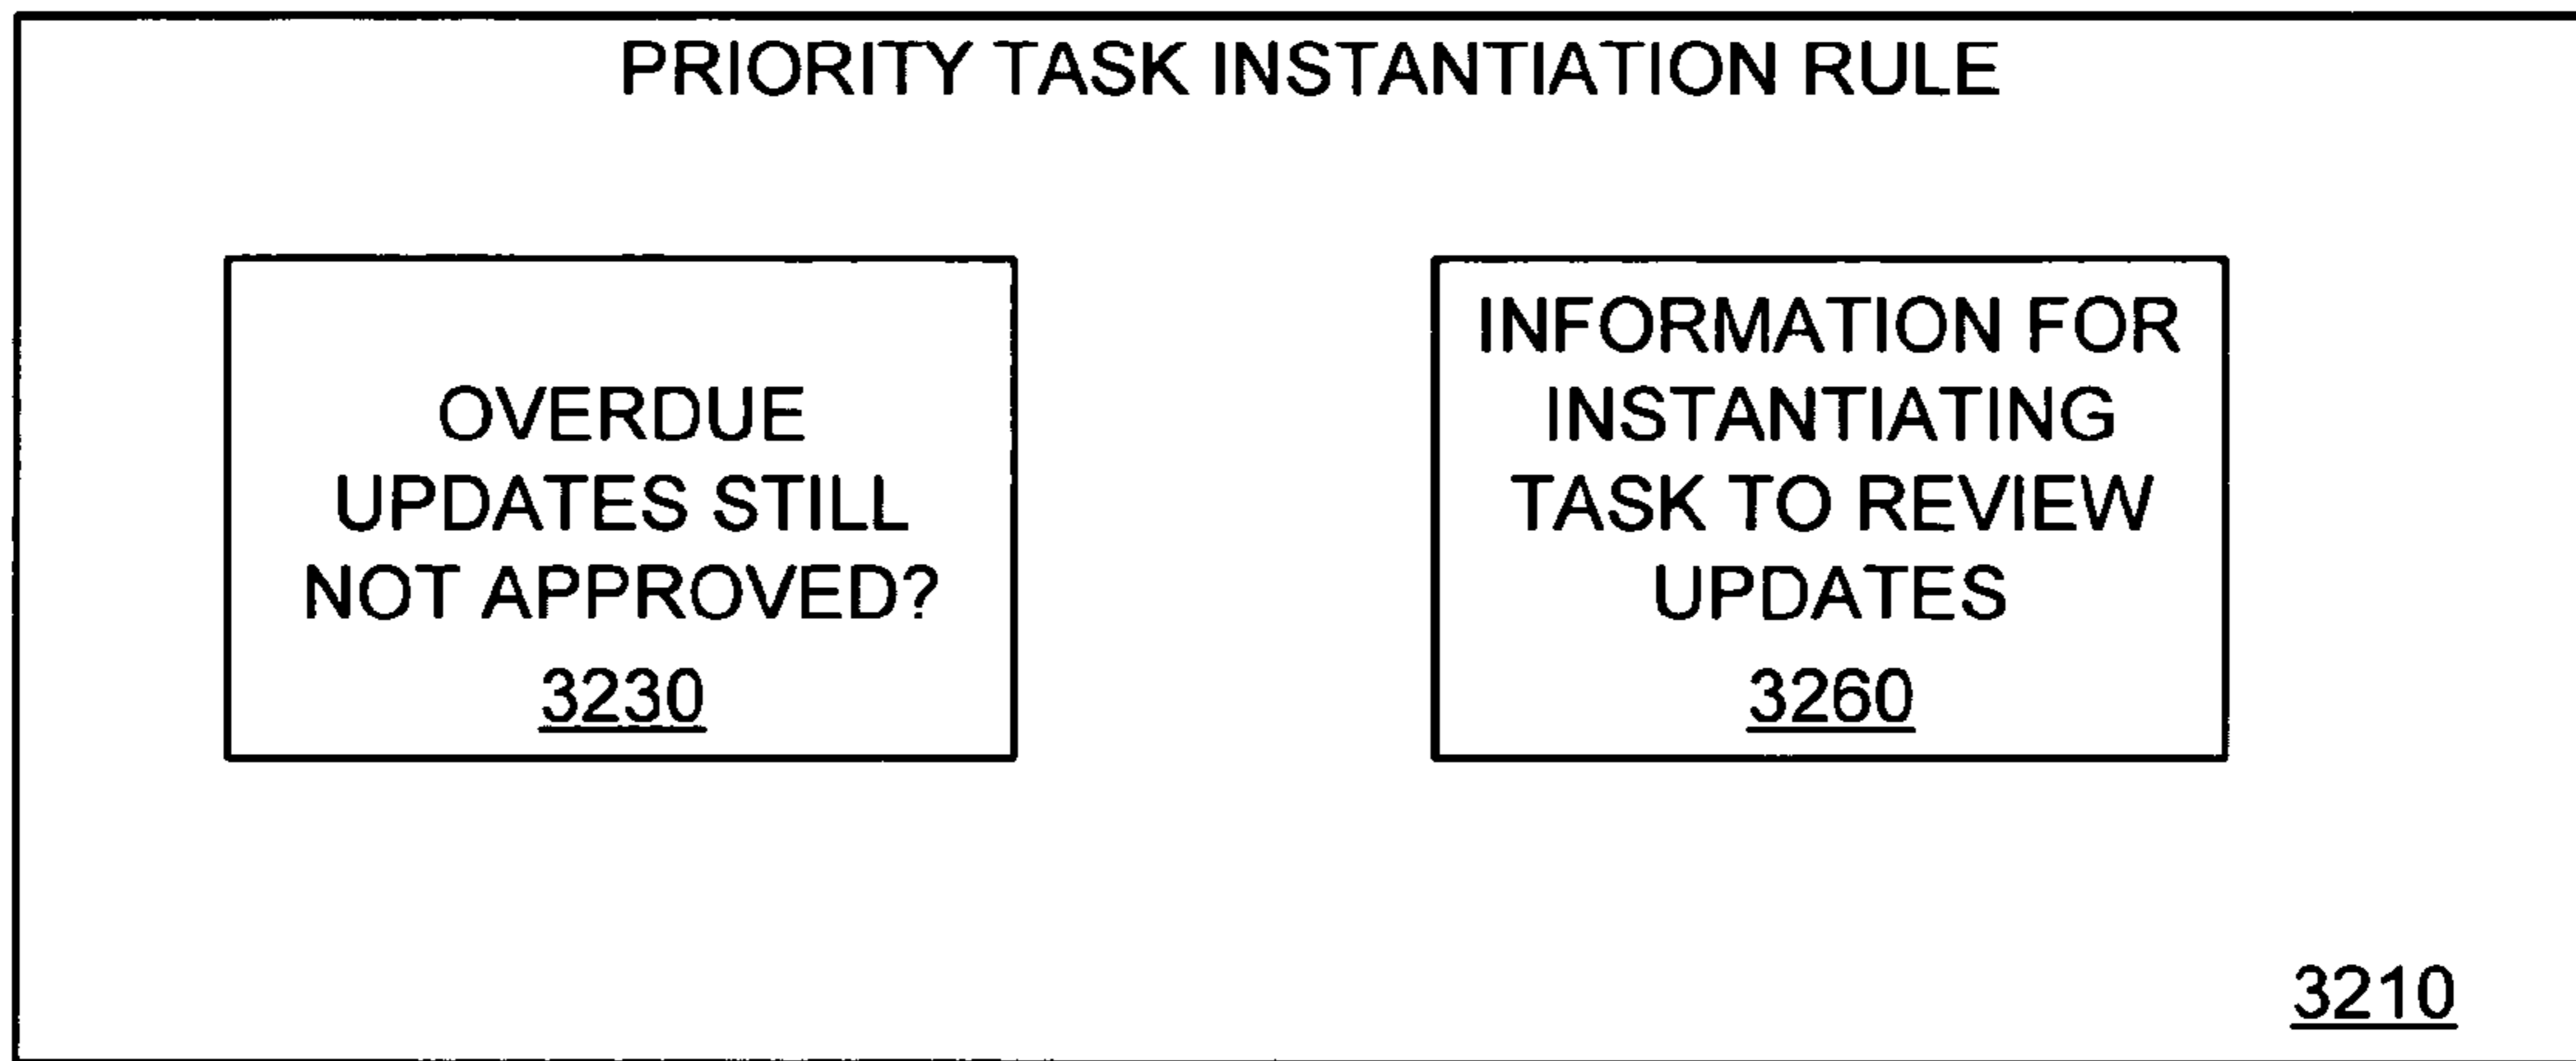 PRIORITY TASK INSTANTIATION RULE
OVERDUE
UPDATES STILL
NOT APPROVED?
3230
INFORMATION FOR
INSTANTIATING
TASK TO REVIEW
UPDATES
3260
3210